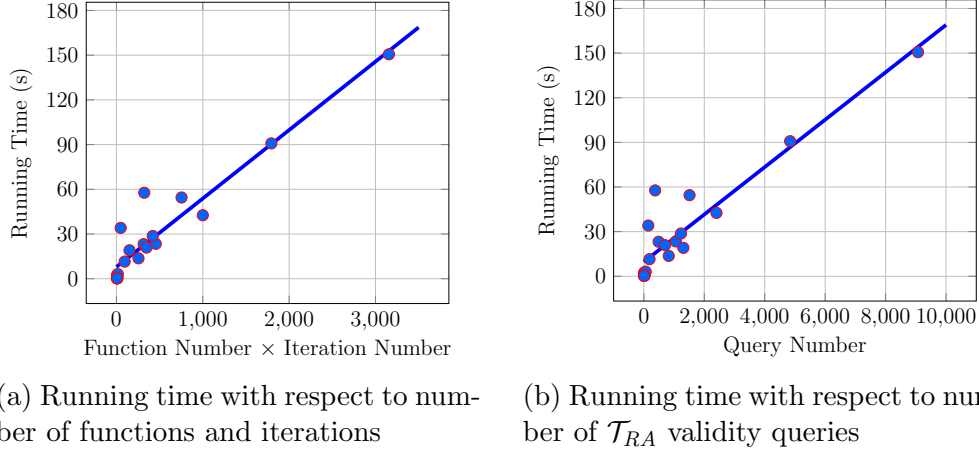 180
150
120
90
60
30
0
Running Time (s)
0 1,000 2,000 3,000
Function Number × Iteration Number
180
150
120
90
60
30
0
Running Time (s)
0 2,000 4,000 6,000 8,000 10,000
Query Number
(a) Running time with respect to num-
ber of functions and iterations
(b) Running time with respect to num-
ber of 𝒯RA validity queries